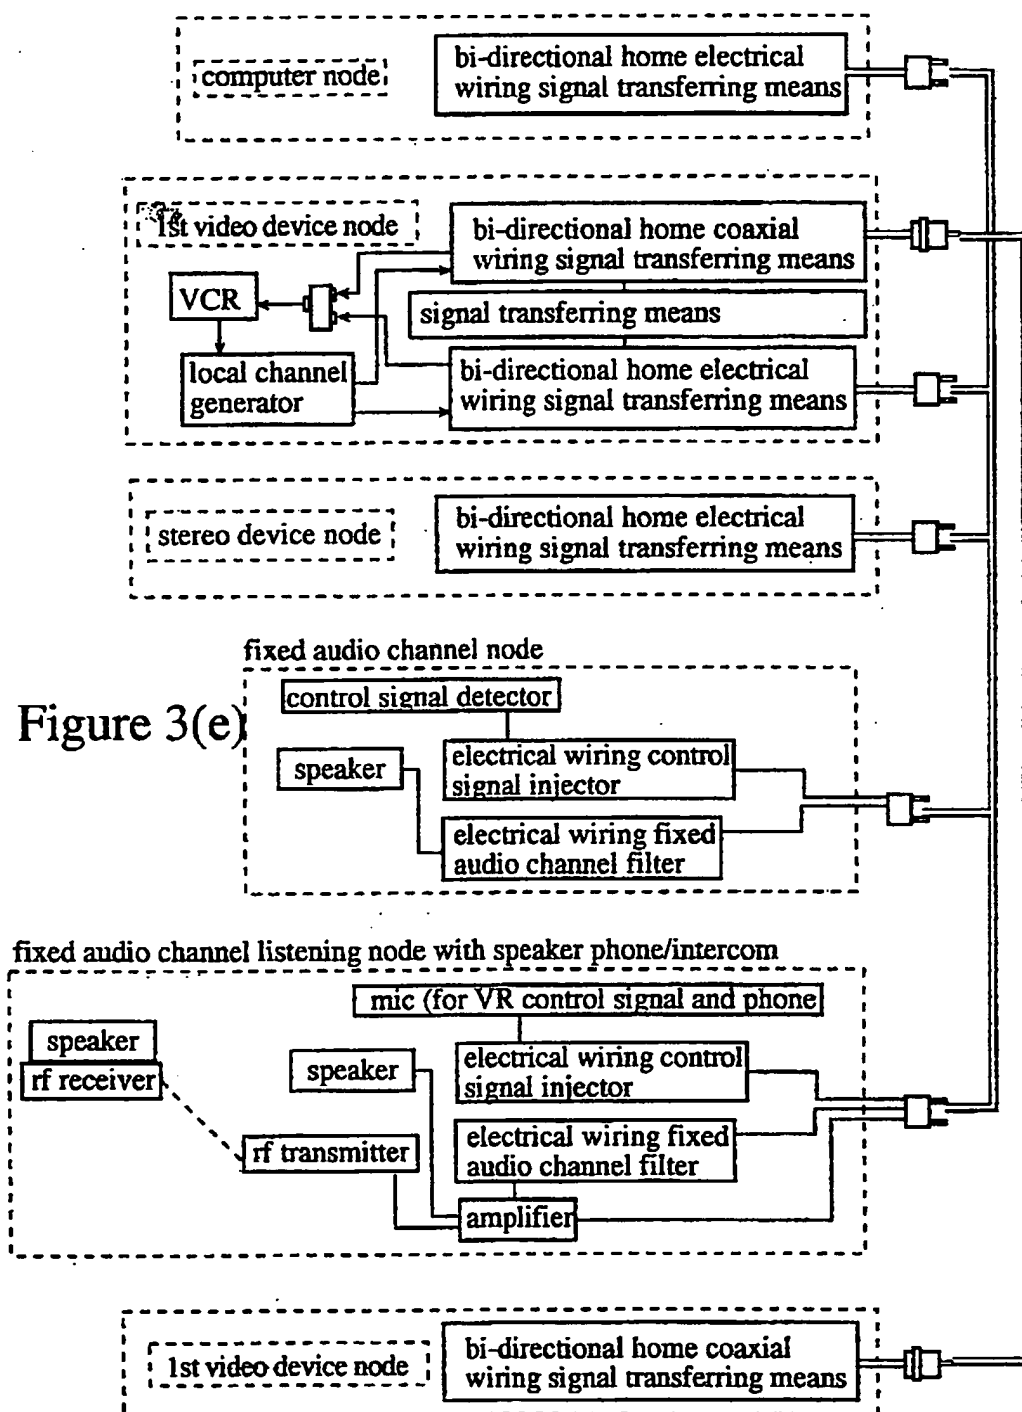 computer node
bi-directional home electrical
wiring signal transferring means
1st video device node
bi-directional home coaxial
wiring signal transferring means
VCR
signal transferring means
local channel
generator
bi-directional home electrical
wiring signal transferring means
stereo device node
bi-directional home electrical
wiring signal transferring means
fixed audio channel node
control signal detector
Figure 3(e)
speaker
electrical wiring control
signal injector
electrical wiring fixed
audio channel filter
fixed audio channel listening node with speaker phone/intercom
mic (for VR control signal and phone
speaker
rf receiver
speaker
electrical wiring control
signal injector
rf transmitter
electrical wiring fixed
audio channel filter
amplifier
1st video device node
bi-directional home coaxial
wiring signal transferring means